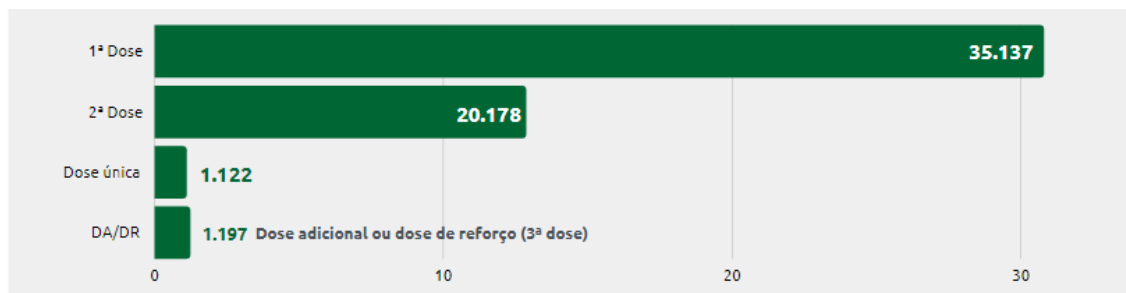 1ª Dose 35.137
2ª Dose 20.178
Dose única 1.122
DA/DR 1.197 Dose adicional ou dose de reforço (3ª dose)
0 10 20 30